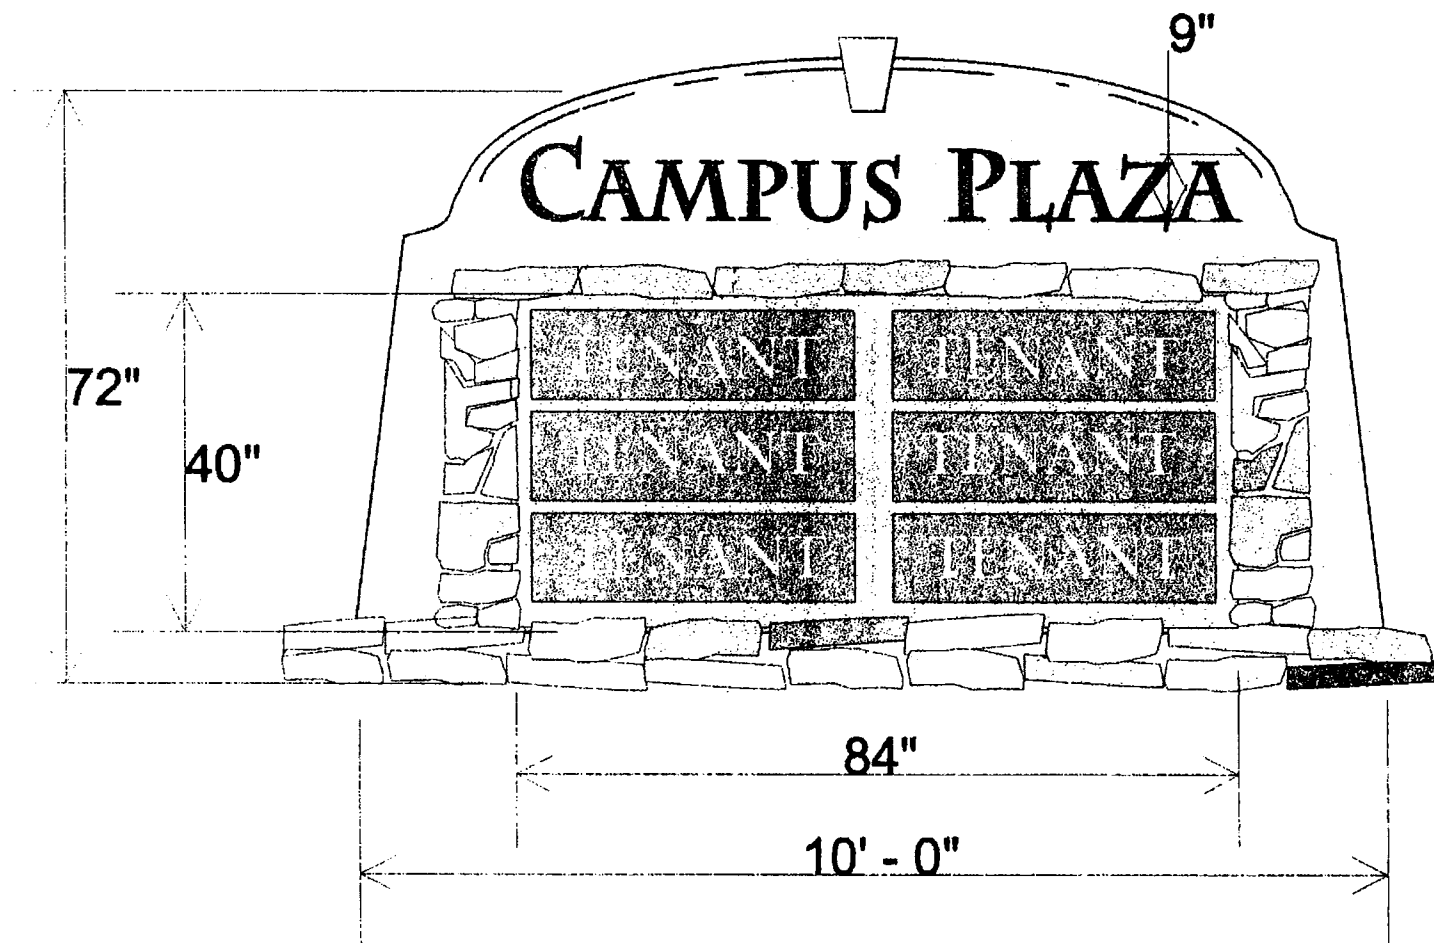 9"
CAMPUS PLAZA
TENANT TENANT
72"
40"
TENANT TENANT
TENANT TENANT
84"
10' - 0"